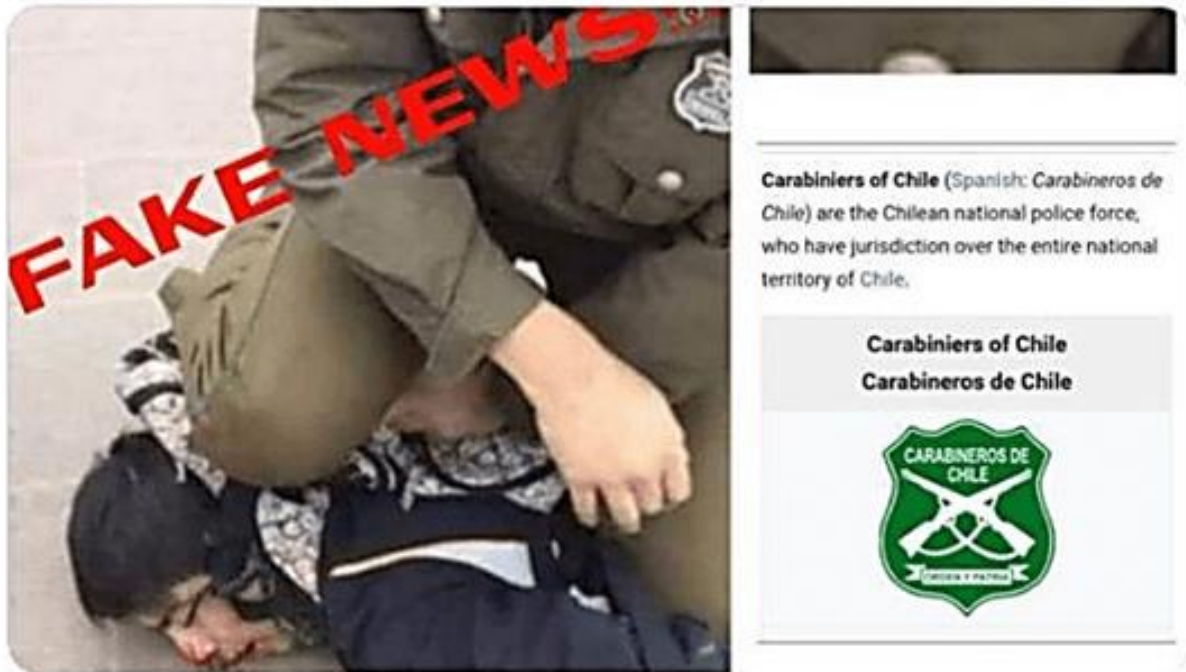 FAKE NEWS
Carabiniers of Chile (Spanish: Carabineros de
Chile) are the Chilean national police force,
who have jurisdiction over the entire national
territory of Chile.
Carabiniers of Chile
Carabineros de Chile
CARABINEROS DE
CHILE
ORDEN Y PATRIA